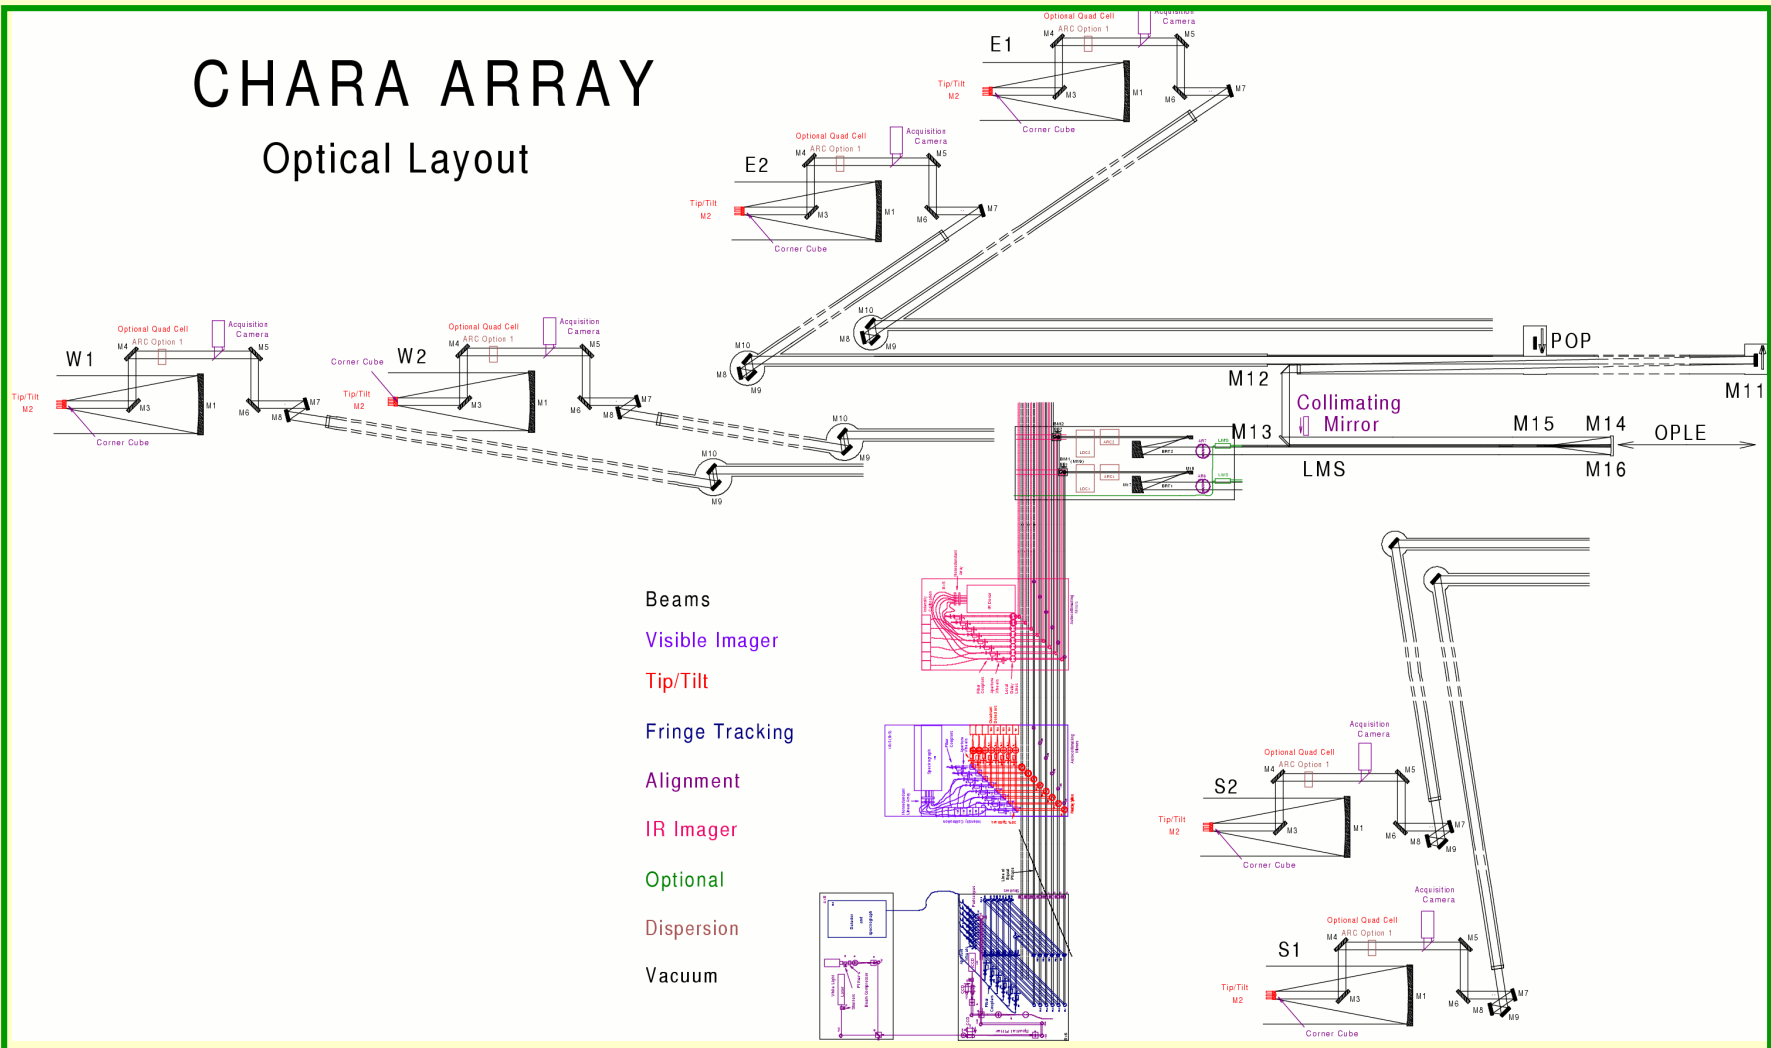 CHARA ARRAY
Optical Layout
E1
Optional Quad Cell
ARC Option 1
Camera
M4
M5
Tip/Tilt
M2
M3
M1
M6
M7
Corner Cube
E2
Optional Quad Cell
ARC Option 1
Acquisition
Camera
M4
M5
Tip/Tilt
M2
M3
M1
M6
M7
Corner Cube
M10
M8
M9
M10
M8
M9
W1
Optional Quad Cell
ARC Option 1
Acquisition
Camera
M4
M5
Tip/Tilt
M2
M3
M1
M6
M7
M8
Corner Cube
W2
Optional Quad Cell
ARC Option 1
Acquisition
Camera
Corner Cube
M4
M5
Tip/Tilt
M2
M3
M1
M6
M7
M8
M10
M9
M10
M9
POP
M12
M11
Collimating
Mirror
M13
M15
M14
OPLE
LMS
M16
BRT2
BRT1
LDC2
LDC1
LMS
LMS
Beams
Visible Imager
Tip/Tilt
Fringe Tracking
Alignment
IR Imager
Optional
Dispersion
Vacuum
S2
Optional Quad Cell
ARC Option 1
Acquisition
Camera
M4
M5
Tip/Tilt
M2
M3
M1
M6
M7
M8
M9
Corner Cube
S1
Optional Quad Cell
ARC Option 1
Acquisition
Camera
M4
M5
Tip/Tilt
M2
M3
M1
M6
M7
M8
M9
Corner Cube